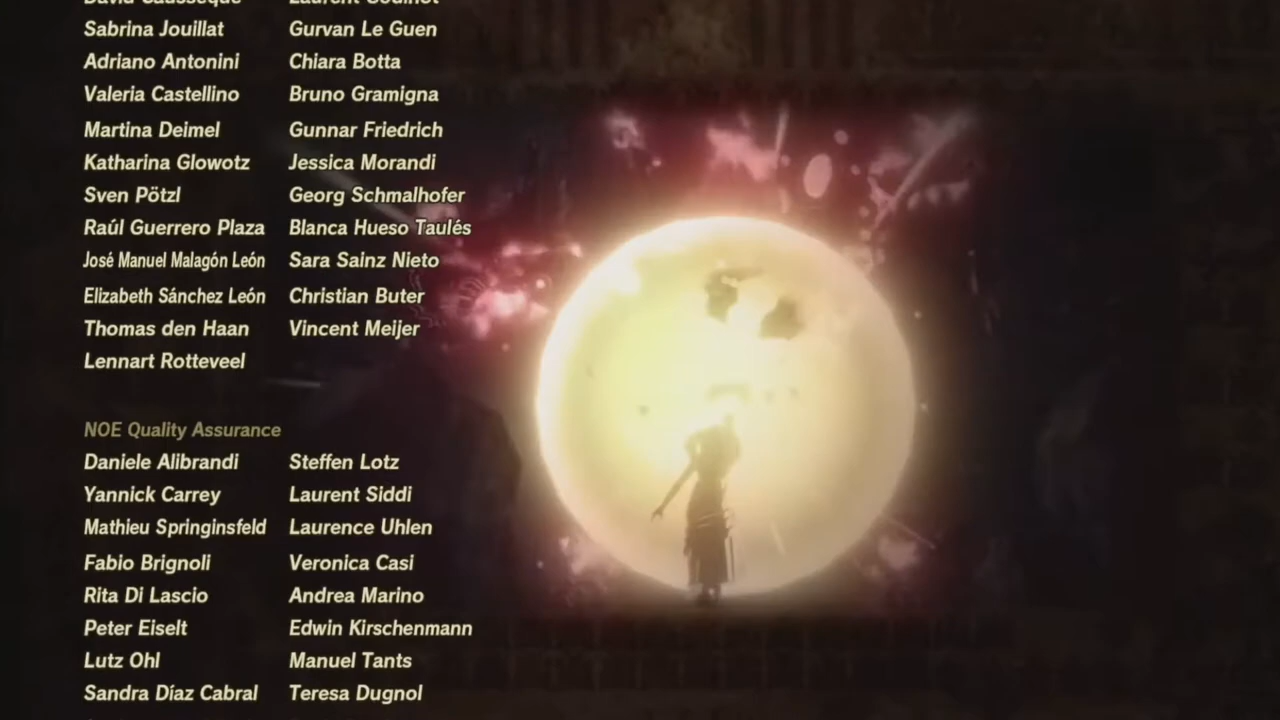 Sabrina Jouillat Gurvan Le Guen
Adriano Antonini Chiara Botta
Valeria Castellino Bruno Gramigna
Martina Deimel Gunnar Friedrich
Katharina Glowotz Jessica Morandi
Sven Pötzl Georg Schmalhofer
Raúl Guerrero Plaza Blanca Hueso Taulés
José Manuel Malagón León Sara Sainz Nieto
Elizabeth Sánchez León Christian Buter
Thomas den Haan Vincent Meijer
Lennart Rotteveel
NOE Quality Assurance
Daniele Alibrandi Steffen Lotz
Yannick Carrey Laurent Siddi
Mathieu Springinsfeld Laurence Uhlen
Fabio Brignoli Veronica Casi
Rita Di Lascio Andrea Marino
Peter Eiselt Edwin Kirschenmann
Lutz Ohl Manuel Tants
Sandra Díaz Cabral Teresa Dugnol